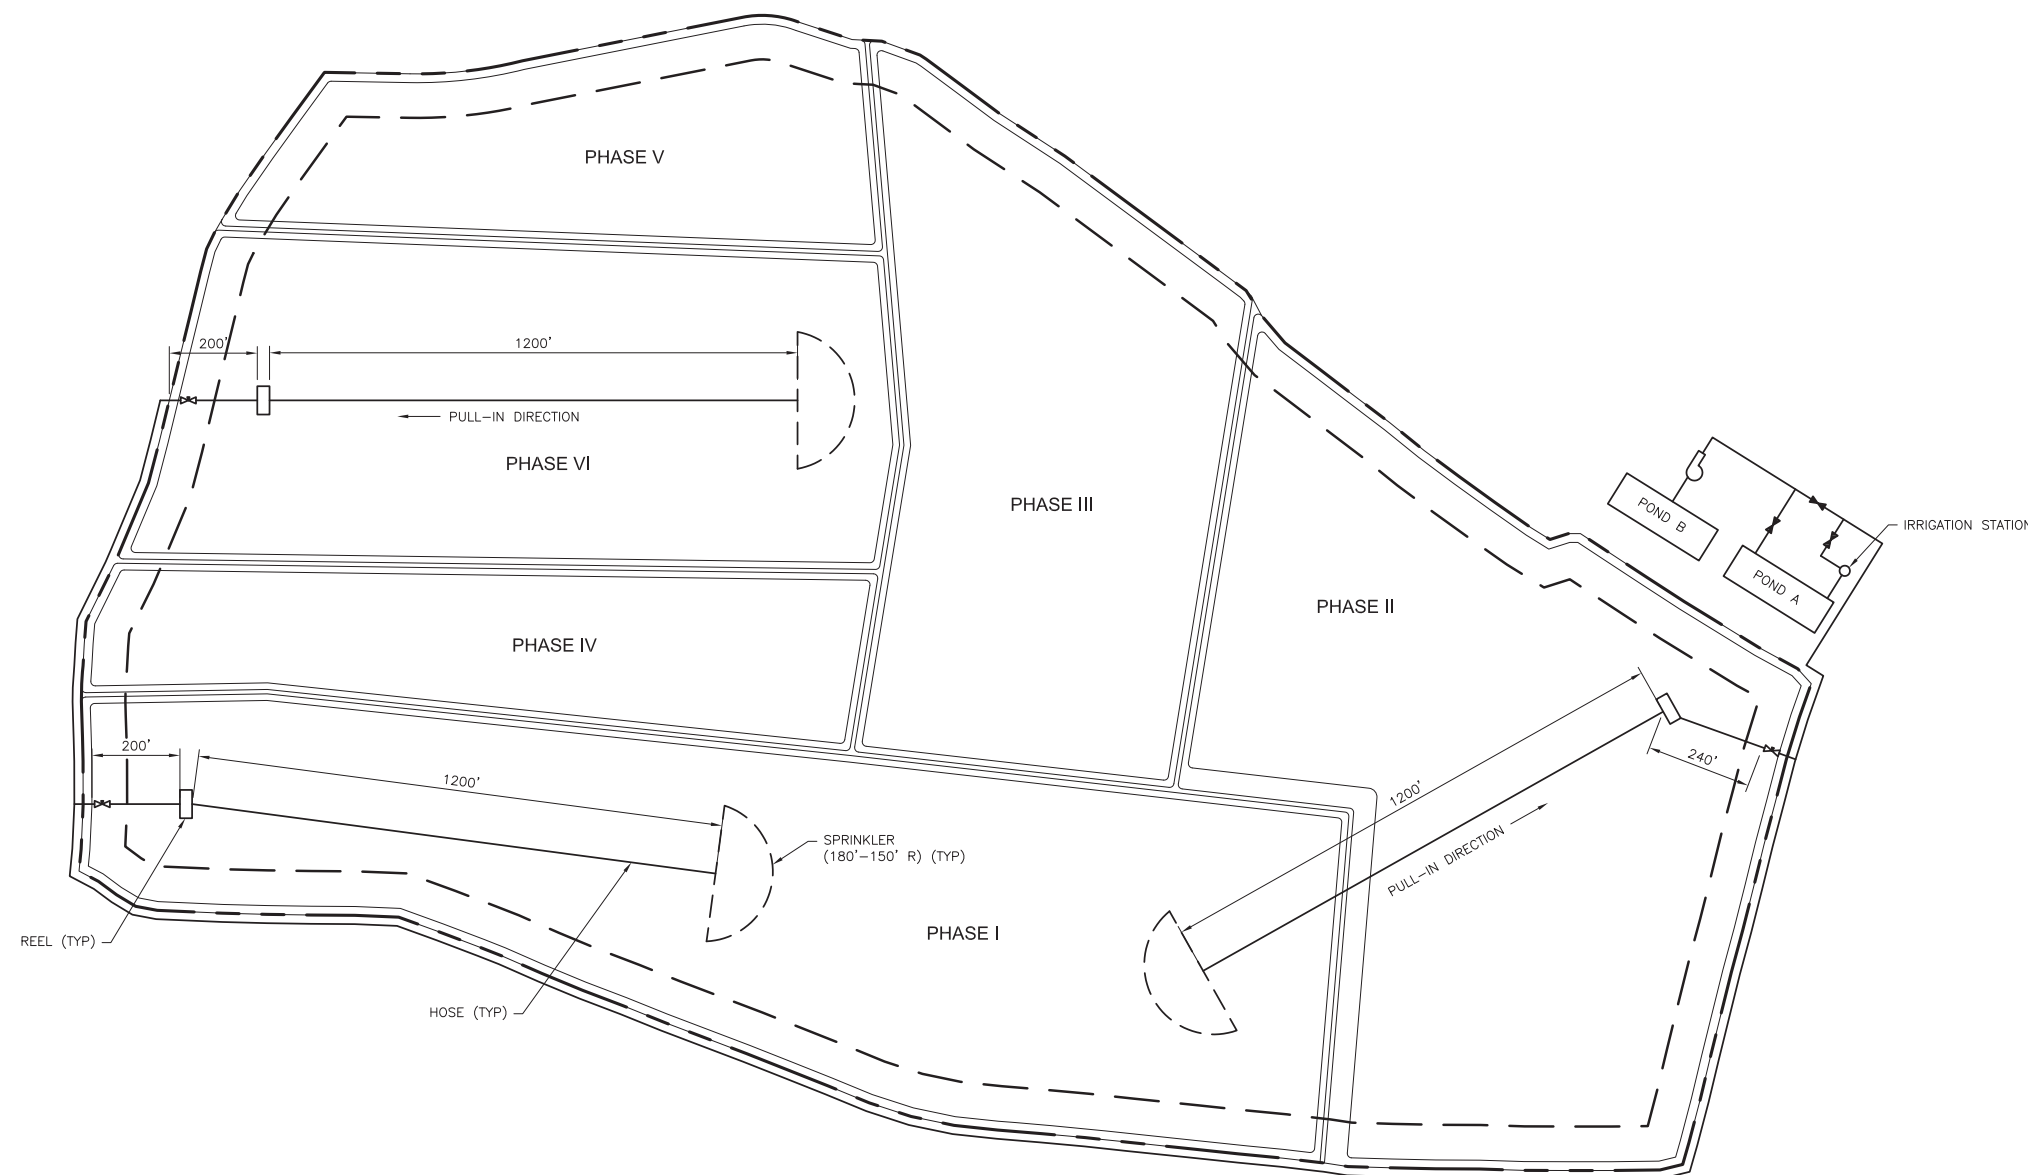 PHASE V
200'
1200'
PULL-IN DIRECTION
PHASE VI
PHASE III
POND B
IRRIGATION STATION
POND A
PHASE II
PHASE IV
200'
1200'
240'
1200'
PULL-IN DIRECTION
SPRINKLER
(180'-150' R) (TYP)
REEL (TYP)
PHASE I
HOSE (TYP)